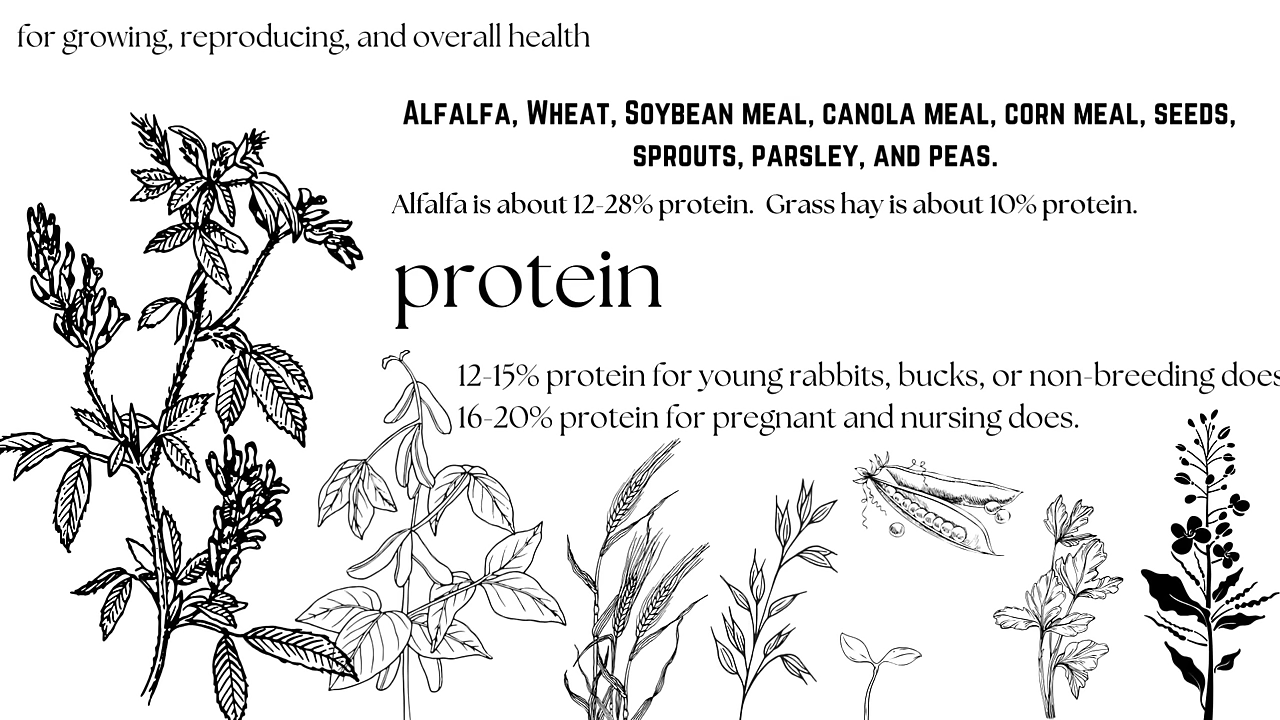 for growing, reproducing, and overall health
Alfalfa, Wheat, Soybean meal, canola meal, corn meal, seeds,
sprouts, parsley, and peas.
Alfalfa is about 12-28% protein. Grass hay is about 10% protein.
protein
12-15% protein for young rabbits, bucks, or non-breeding does
16-20% protein for pregnant and nursing does.